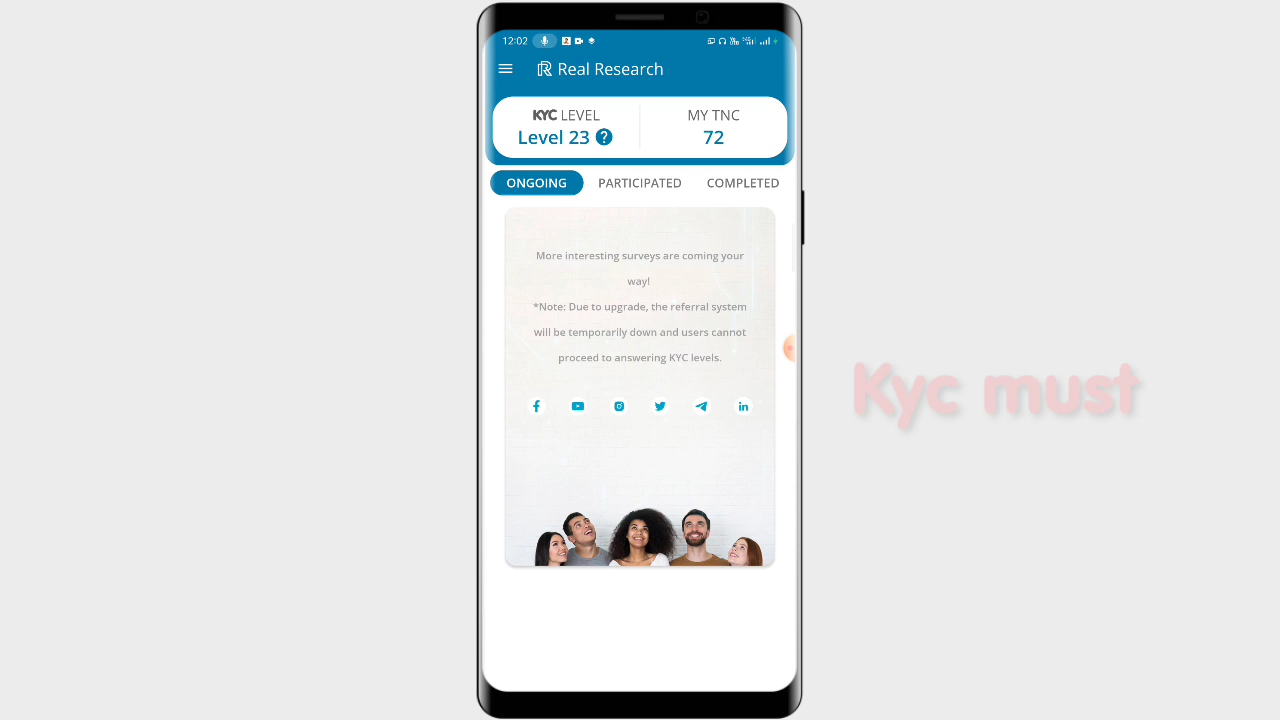 12:02
Real Research
KYC LEVEL
Level 23
MY TNC
72
ONGOING
PARTICIPATED
COMPLETED
More interesting surveys are coming your
way!
*Note: Due to upgrade, the referral system
will be temporarily down and users cannot
proceed to answering KYC levels.
Kyc must